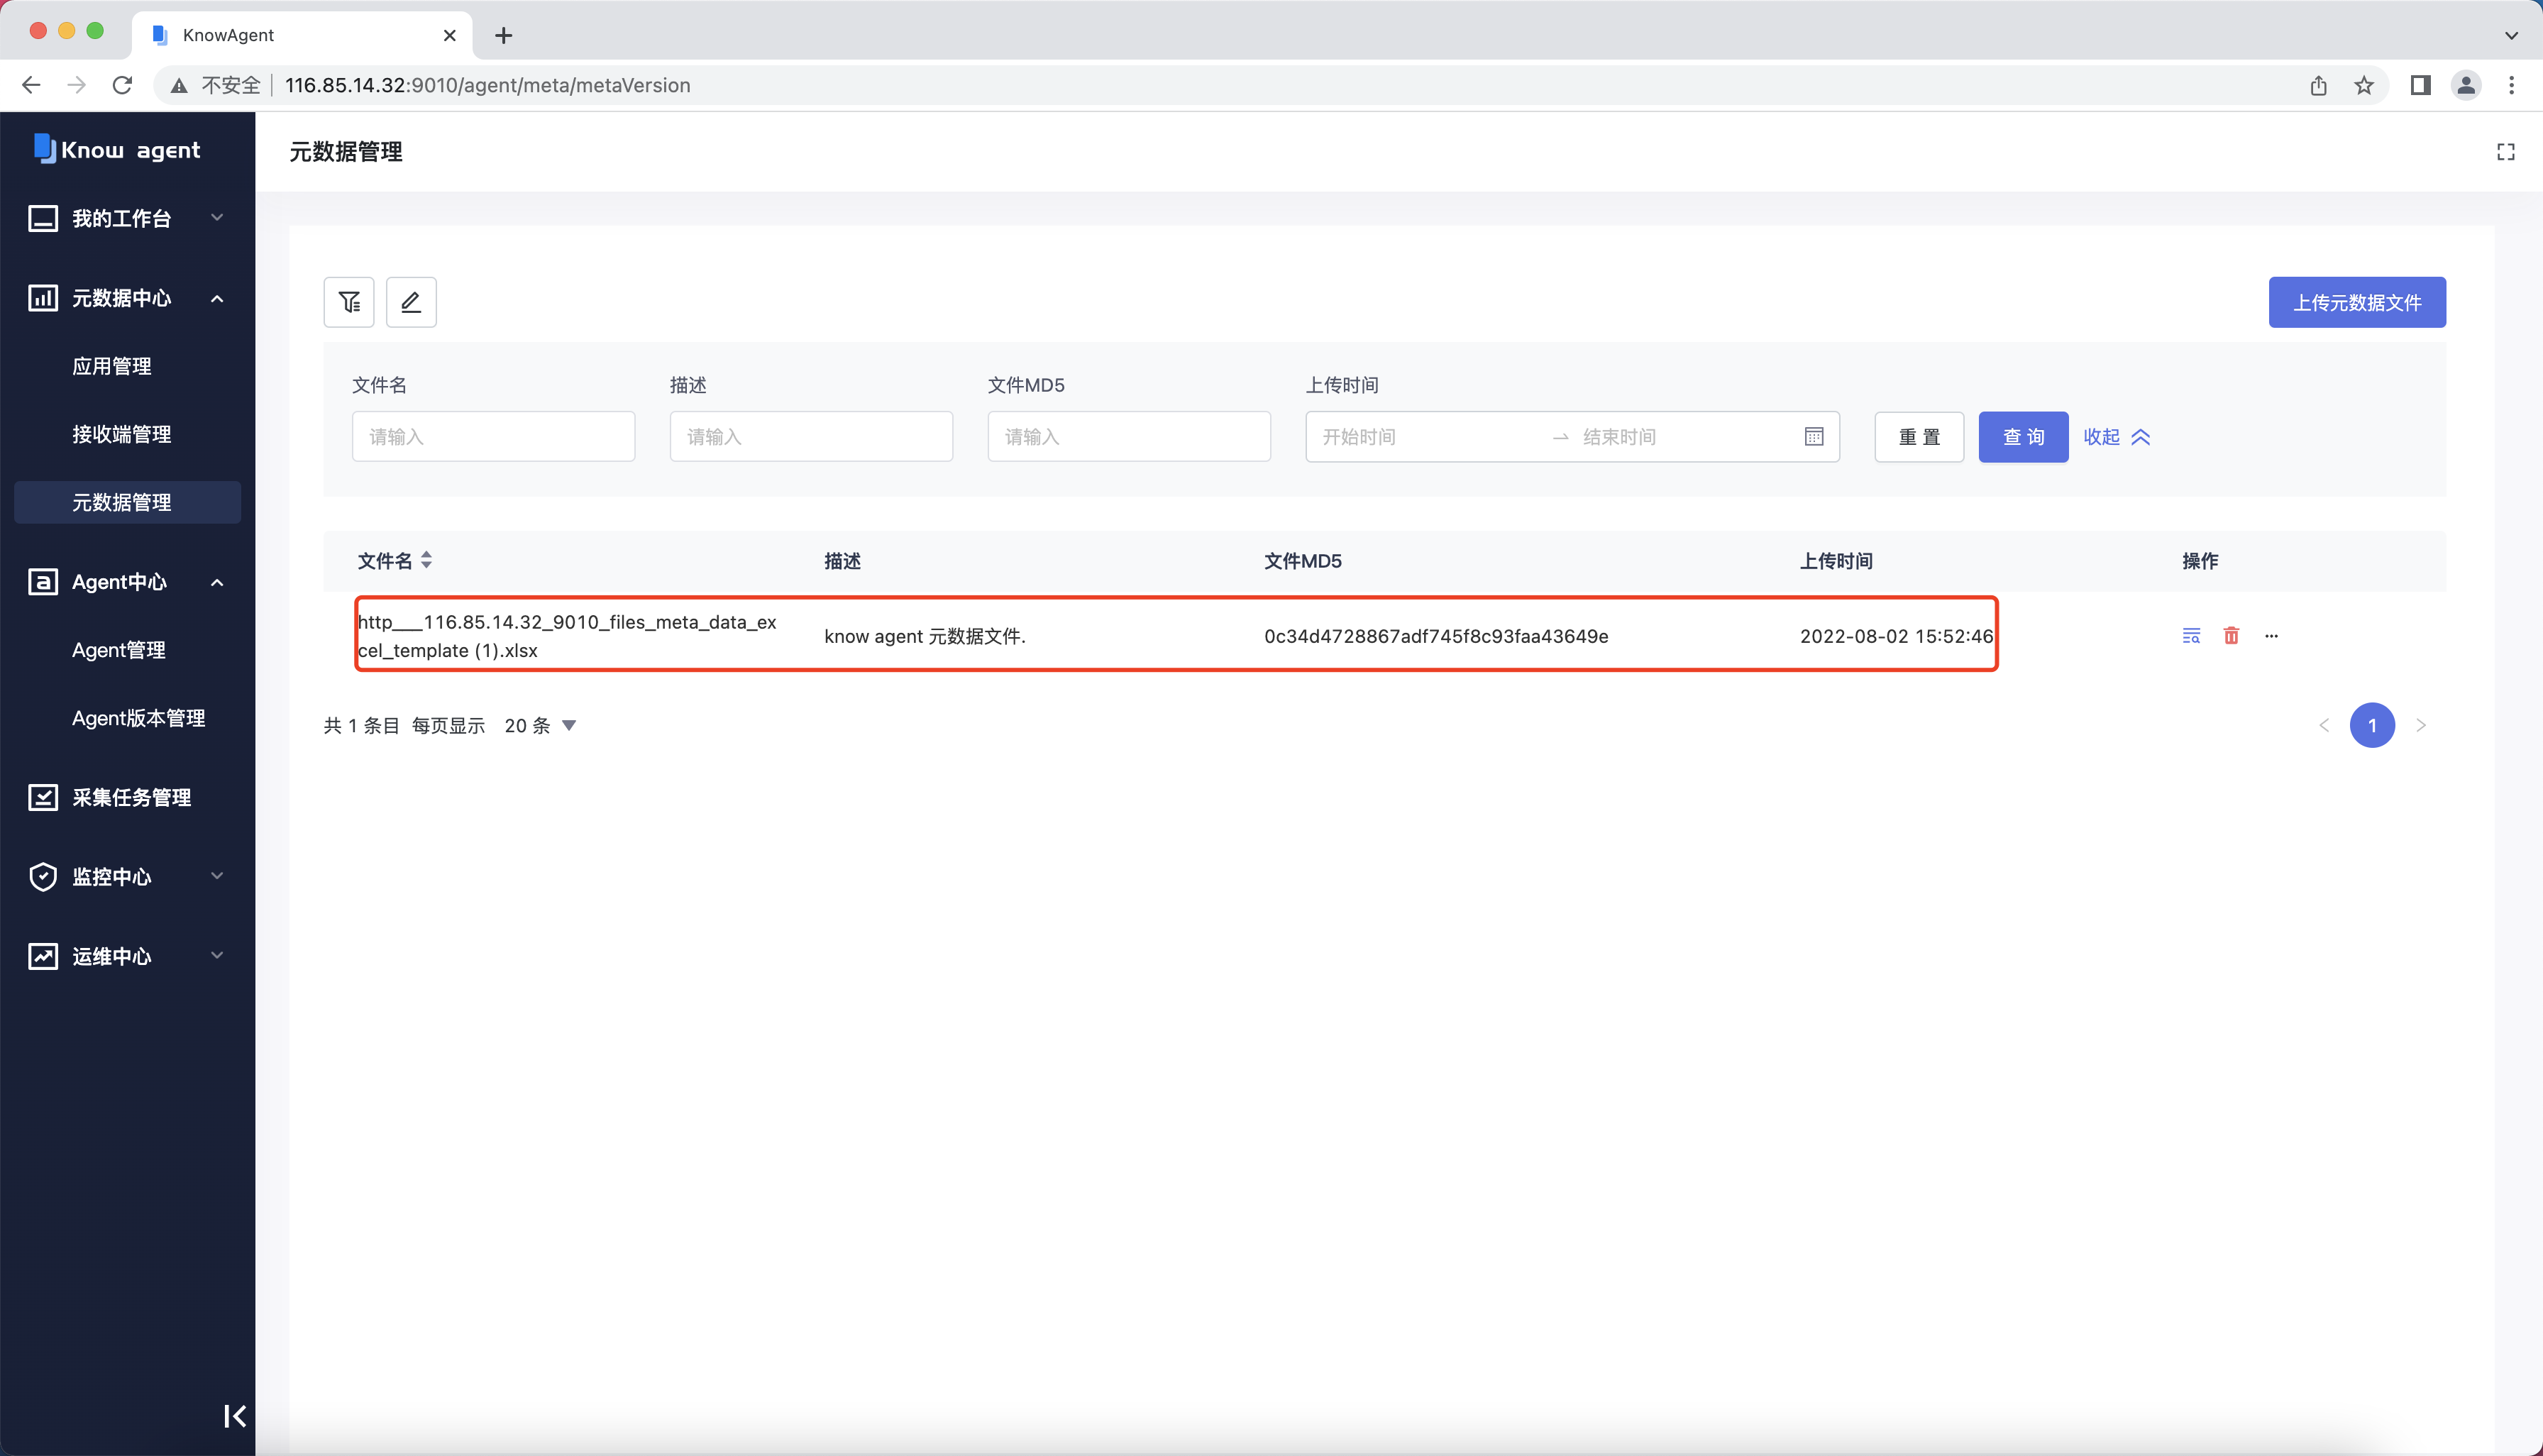 KnowAgent
不安全 116.85.14.32:9010/agent/meta/metaVersion
Know agent
元数据管理
我的工作台
元数据中心
应用管理
接收端管理
元数据管理
Agent中心
Agent管理
Agent版本管理
采集任务管理
监控中心
运维中心
上传元数据文件
文件名 描述 文件MD5 上传时间
请输入 请输入 请输入 开始时间 → 结束时间 重置 查询 收起
文件名 描述 文件MD5 上传时间 操作
http___116.85.14.32_9010_files_meta_data_ex
cel_template (1).xlsx
know agent 元数据文件.
0c34d4728867adf745f8c93faa43649e
2022-08-02 15:52:46
共 1 条目 每页显示 20 条
1